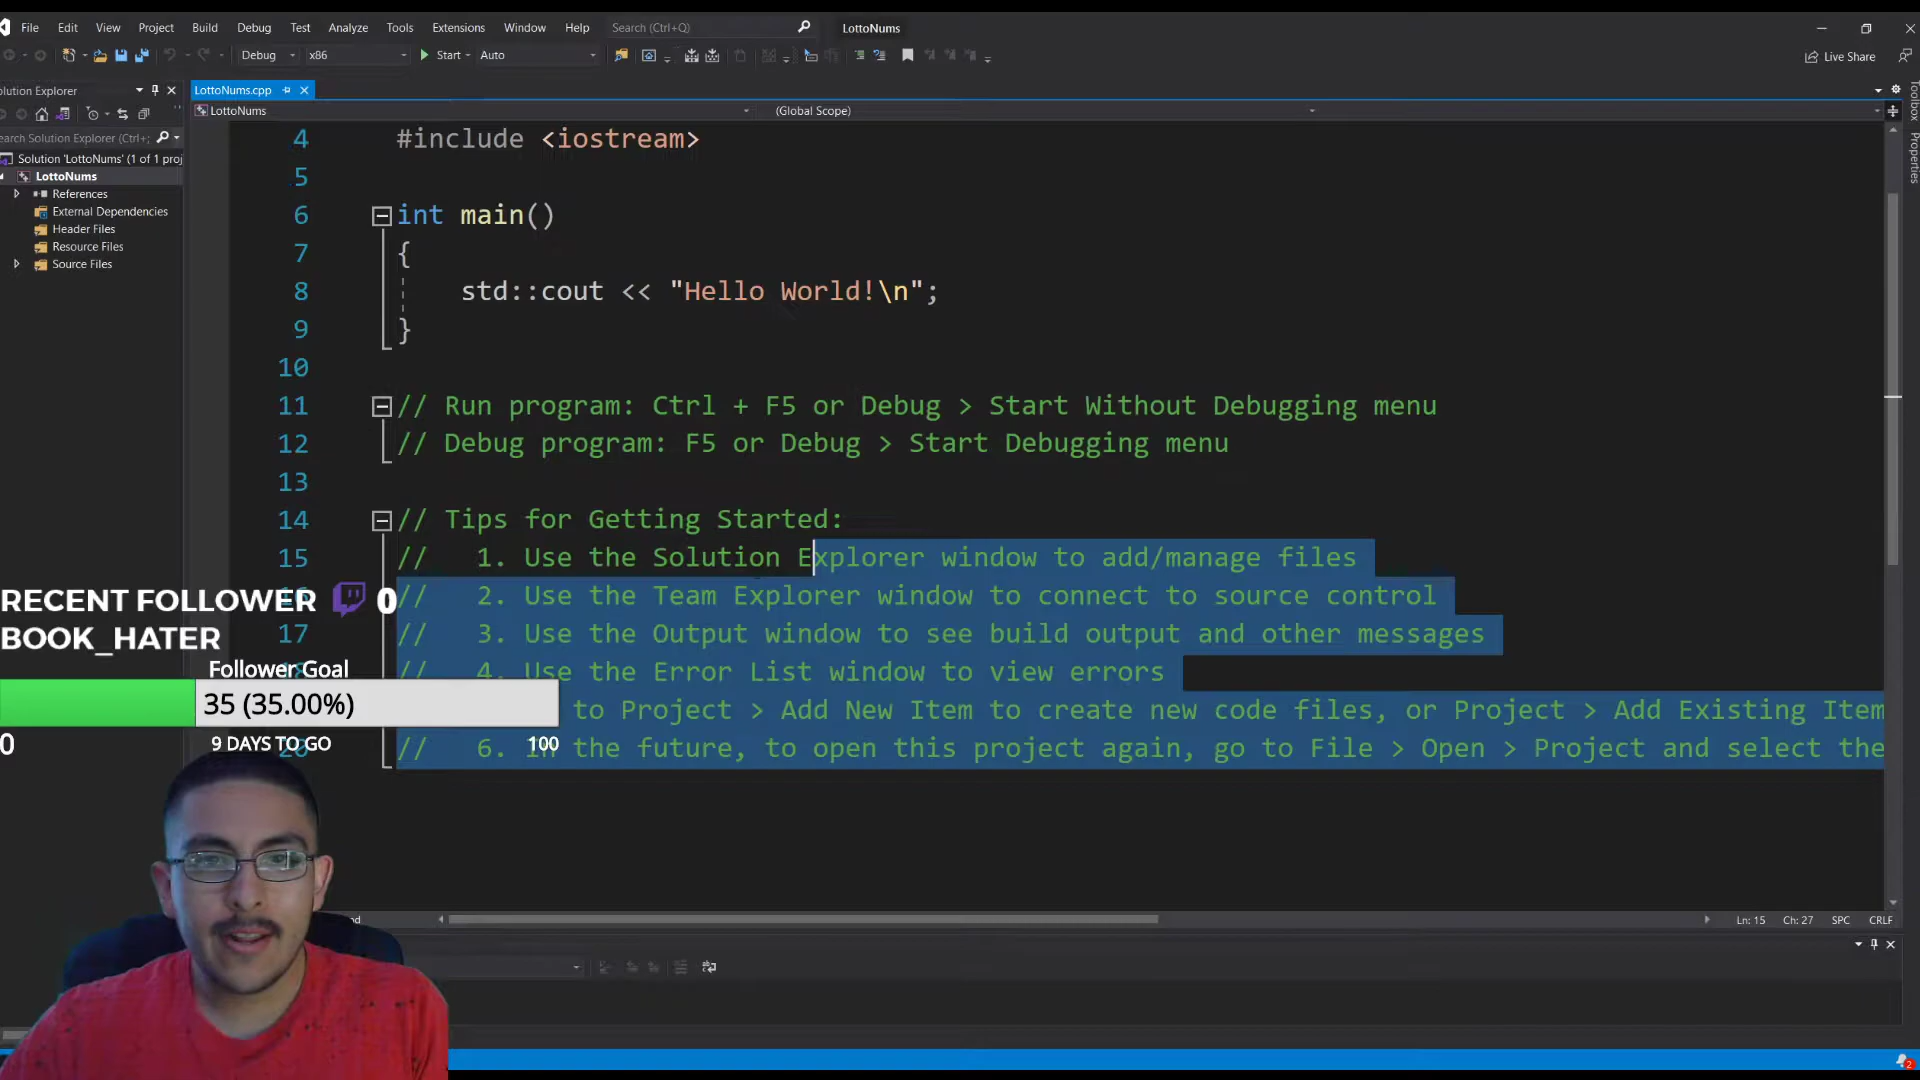 File Edit View Project Build Debug Test Analyze Tools Extensions Window Help Search (Ctrl+Q) LottoNums
Debug x86 Start Auto Live Share
olution Explorer
LottoNums.cpp
Toolbox
Properties
LottoNums (Global Scope)
earch Solution Explorer (Ctrl+;
Solution 'LottoNums' (1 of 1 proj
LottoNums
References
External Dependencies
Header Files
Resource Files
Source Files
4 #include <iostream>
5
6 int main()
7 {
8 std::cout << "Hello World!\n";
9 }
10
11 // Run program: Ctrl + F5 or Debug > Start Without Debugging menu
12 // Debug program: F5 or Debug > Start Debugging menu
13
14 // Tips for Getting Started:
15 // 1. Use the Solution Explorer window to add/manage files
// 2. Use the Team Explorer window to connect to source control
17 // 3. Use the Output window to see build output and other messages
// 4. Use the Error List window to view errors
to Project > Add New Item to create new code files, or Project > Add Existing Item
20 // 6. In the future, to open this project again, go to File > Open > Project and select the
RECENT FOLLOWER 0
BOOK_HATER
Follower Goal
35 (35.00%)
0 9 DAYS TO GO 100
Ln: 15 Ch: 27 SPC CRLF
2